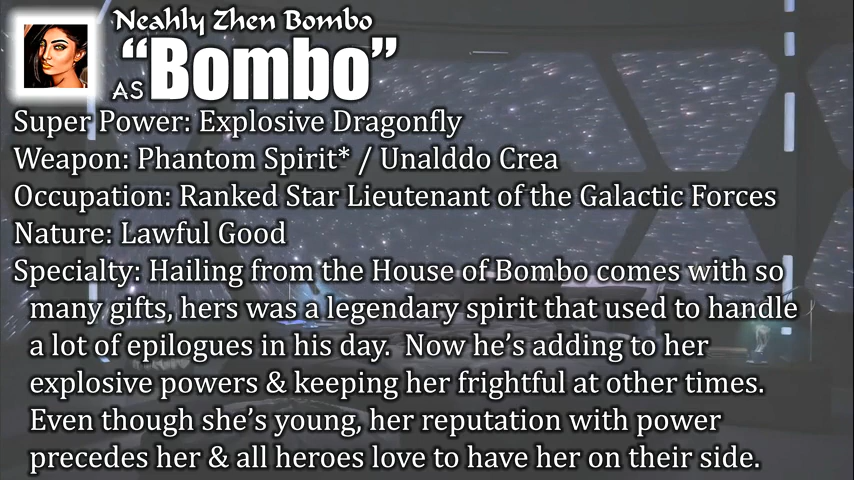 Neahly Zhen Bombo
AS “Bombo”
Super Power: Explosive Dragonfly
Weapon: Phantom Spirit* / Unalddo Crea
Occupation: Ranked Star Lieutenant of the Galactic Forces
Nature: Lawful Good
Specialty: Hailing from the House of Bombo comes with so
many gifts, hers was a legendary spirit that used to handle
a lot of epilogues in his day.  Now he’s adding to her
explosive powers & keeping her frightful at other times.
Even though she’s young, her reputation with power
precedes her & all heroes love to have her on their side.